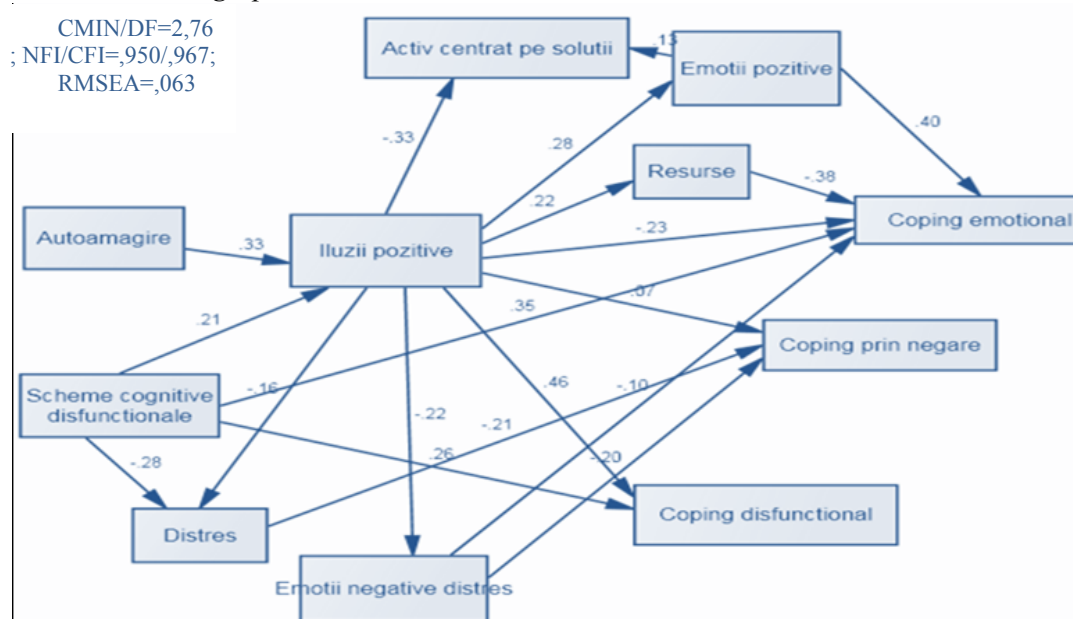 CMIN/DF=2,76
; NFI/CFI=,950/,967;
RMSEA=,063
Activ centrat pe solutii
.13
Emotii pozitive
-.33
.28
.40
Resurse
-.38
.22
Coping emotional
Autoamagire
.33
Iluzii pozitive
-.23
.21
.35
.07
Coping prin negare
Scheme cognitive
disfunctionale
-.16
-.22
.46
-.10
-.21
-.28
.26
-.20
Coping disfunctional
Distres
Emotii negative distres